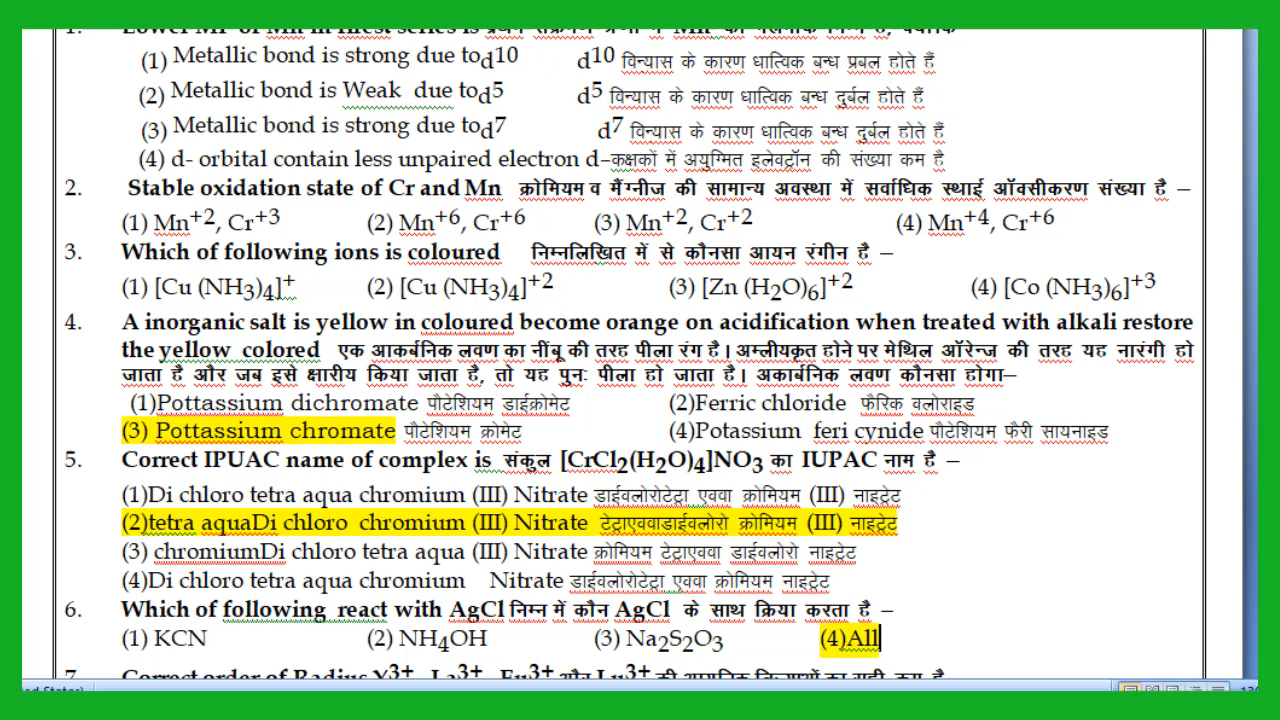 (1) Metallic bond is strong due tod10 d10 विन्यास के कारण धात्विक बन्ध प्रबल होते हैं
(2) Metallic bond is Weak due tod5 d5 विन्यास के कारण धात्विक बन्ध दुर्बल होते हैं
(3) Metallic bond is strong due tod7 d7 विन्यास के कारण धात्विक बन्ध दुर्बल होते हैं
(4) d- orbital contain less unpaired electron d–कक्षकों में अयुग्मित इलेक्ट्रॉन की संख्या कम है
2. Stable oxidation state of Cr and Mn क्रोमियम व मैंग्नीज की सामान्य अवस्था में सर्वाधिक स्थाई ऑक्सीकरण संख्या है –
(1) Mn+2, Cr+3 (2) Mn+6, Cr+6 (3) Mn+2, Cr+2 (4) Mn+4, Cr+6
3. Which of following ions is coloured निम्नलिखित में से कौनसा आयन रंगीन है –
(1) [Cu (NH3)4]+ (2) [Cu (NH3)4]+2 (3) [Zn (H2O)6]+2 (4) [Co (NH3)6]+3
4. A inorganic salt is yellow in coloured become orange on acidification when treated with alkali restore
the yellow colored एक आकर्बनिक लवण का नींबू की तरह पीला रंग है। अम्लीयकृत होने पर मेथिल ऑरेन्ज की तरह यह नारंगी हो
जाता है और जब इसे क्षारीय किया जाता है, तो यह पुनः पीला हो जाता है। अकार्बनिक लवण कौनसा होगा–
(1)Pottassium dichromate पौटेशियम डाईक्रोमेट (2)Ferric chloride फैरिक क्लोराइड
(3) Pottassium chromate पौटेशियम क्रोमेट (4)Potassium feri cynide पौटेशियम फैरी सायनाइड
5. Correct IPUAC name of complex is संकुल [CrCl2(H2O)4]NO3 का IUPAC नाम है –
(1)Di chloro tetra aqua chromium (III) Nitrate डाईक्लोरोटेट्रा एक्वा क्रोमियम (III) नाइट्रेट
(2)tetra aquaDi chloro chromium (III) Nitrate टेट्राएक्वाडाईक्लोरो क्रोमियम (III) नाइट्रेट
(3) chromiumDi chloro tetra aqua (III) Nitrate क्रोमियम टेट्राएक्वा डाईक्लोरो नाइट्रेट
(4)Di chloro tetra aqua chromium Nitrate डाईक्लोरोटेट्रा एक्वा क्रोमियम नाइट्रेट
6. Which of following react with AgCl निम्न में कौन AgCl के साथ क्रिया करता है –
(1) KCN (2) NH4OH (3) Na2S2O3 (4)All